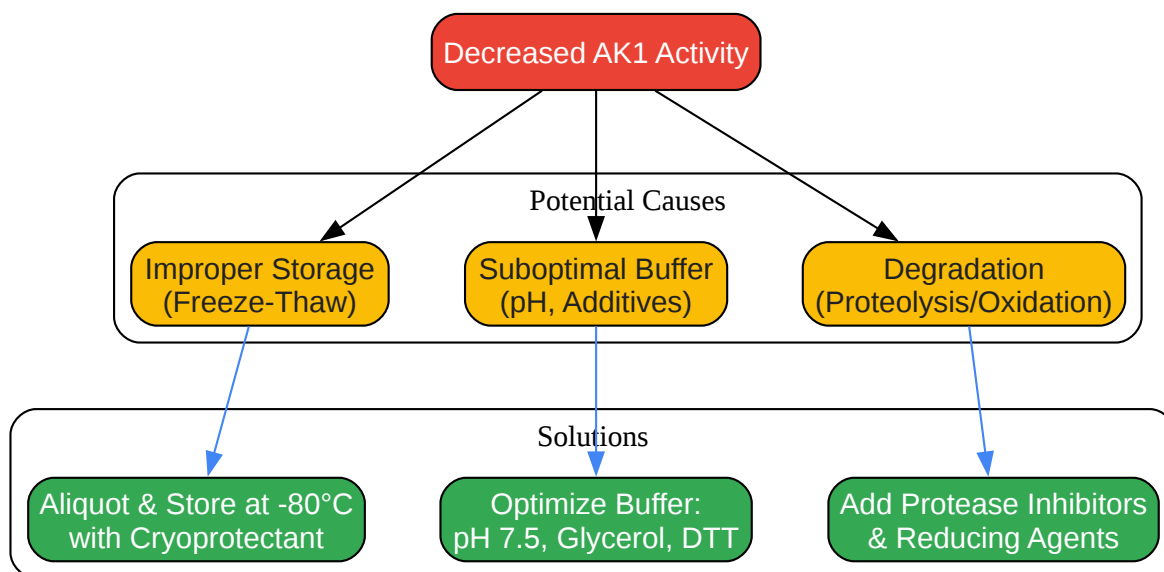 Decreased AK1 Activity
Potential Causes
Improper Storage
(Freeze-Thaw)
Suboptimal Buffer
(pH, Additives)
Degradation
(Proteolysis/Oxidation)
Solutions
Aliquot & Store at -80°C
with Cryoprotectant
Optimize Buffer:
pH 7.5, Glycerol, DTT
Add Protease Inhibitors
& Reducing Agents